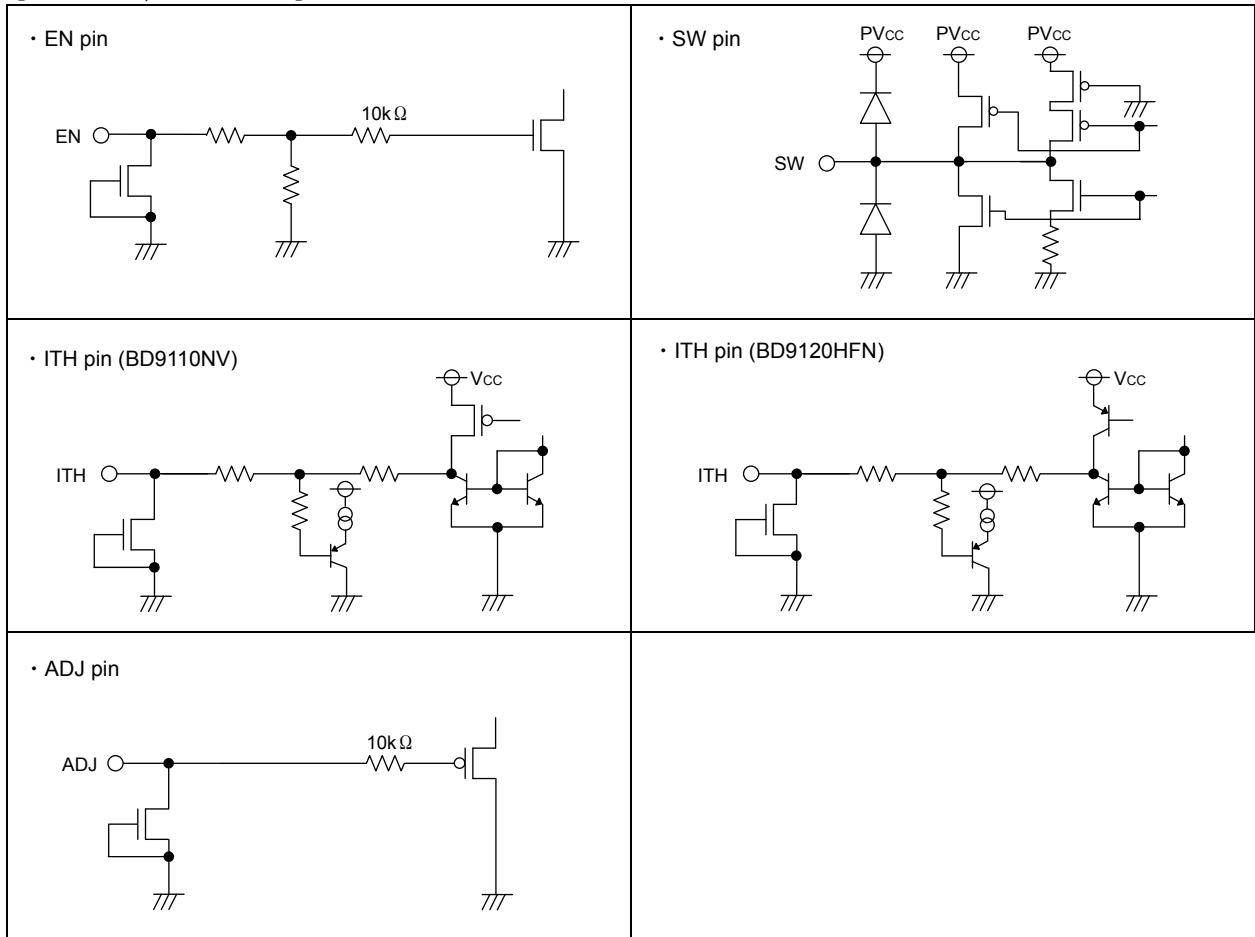 ・EN pin
10kΩ
EN
・SW pin
PVcc PVcc PVcc
SW
・ITH pin (BD9110NV)
Vcc
ITH
・ITH pin (BD9120HFN)
Vcc
ITH
・ADJ pin
10kΩ
ADJ